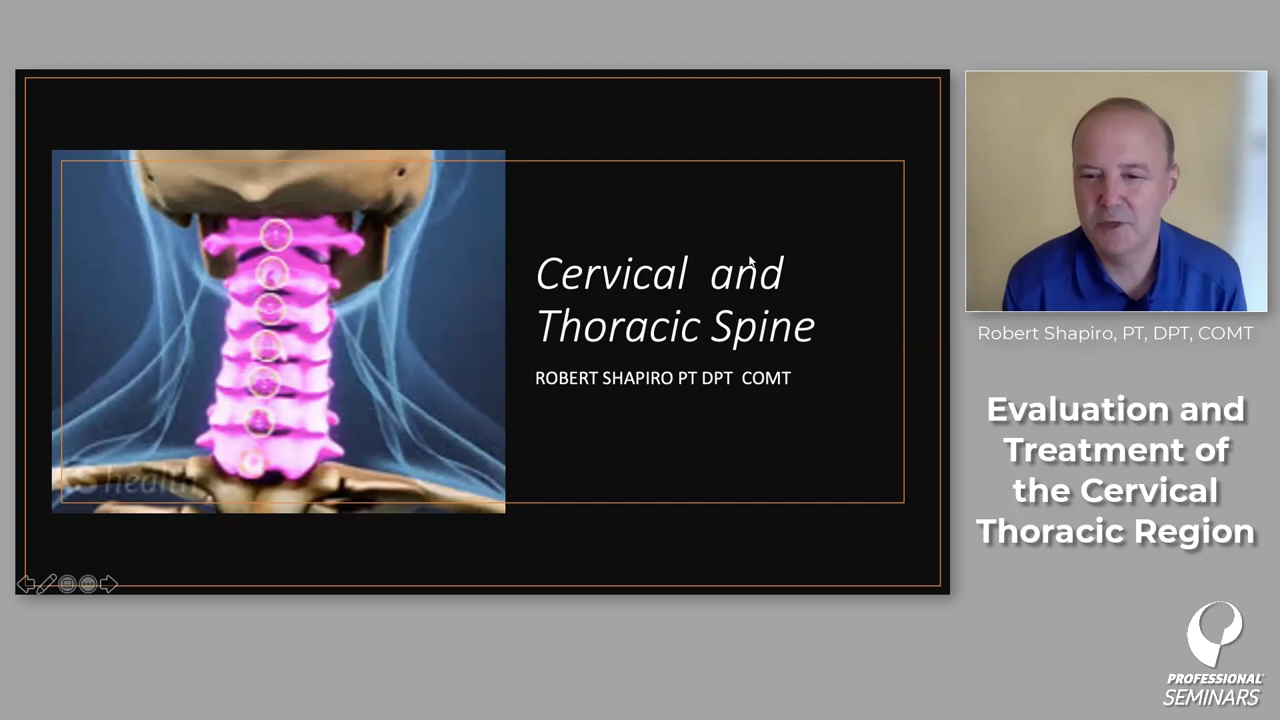 Cervical and
Thoracic Spine
ROBERT SHAPIRO PT DPT COMT
health
Robert Shapiro, PT, DPT, COMT
Evaluation and
Treatment of
the Cervical
Thoracic Region
PROFESSIONAL
SEMINARS